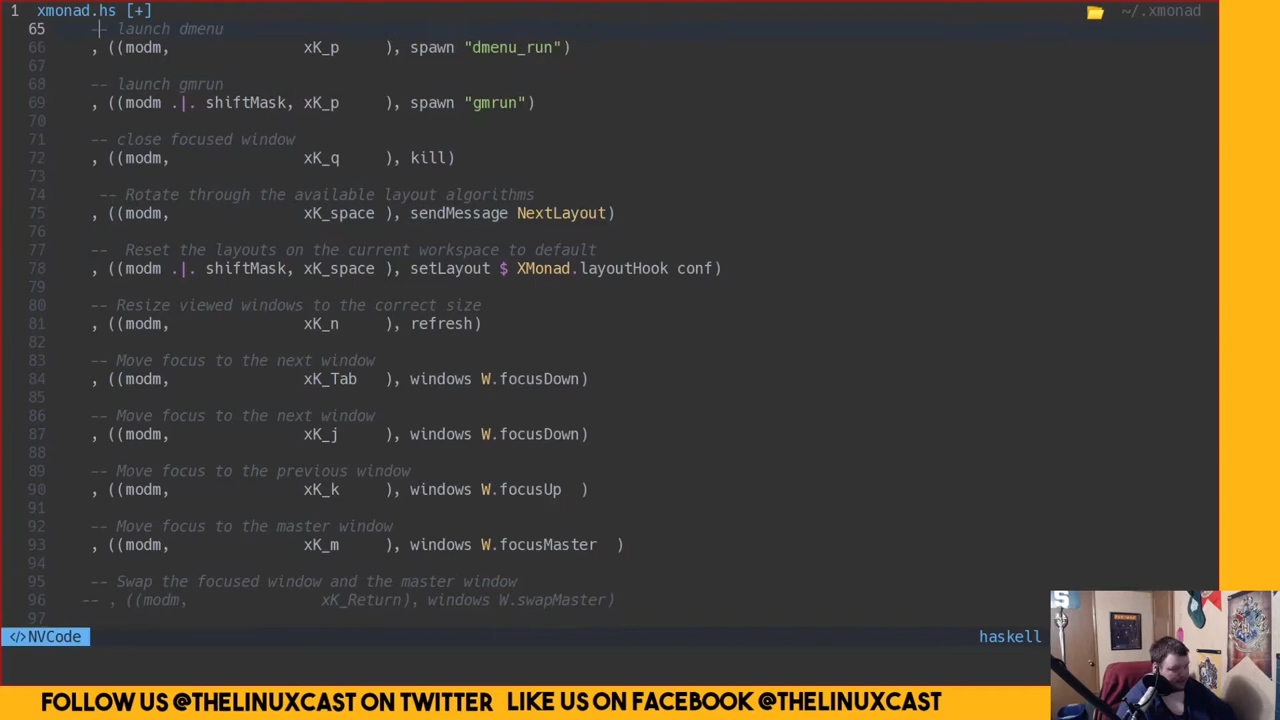 1 xmonad.hs [+] ~/.xmonad
65 -- launch dmenu
66 , ((modm, xK_p ), spawn "dmenu_run")
67
68 -- launch gmrun
69 , ((modm .|. shiftMask, xK_p ), spawn "gmrun")
70
71 -- close focused window
72 , ((modm, xK_q ), kill)
73
74 -- Rotate through the available layout algorithms
75 , ((modm, xK_space ), sendMessage NextLayout)
76
77 -- Reset the layouts on the current workspace to default
78 , ((modm .|. shiftMask, xK_space ), setLayout $ XMonad.layoutHook conf)
79
80 -- Resize viewed windows to the correct size
81 , ((modm, xK_n ), refresh)
82
83 -- Move focus to the next window
84 , ((modm, xK_Tab ), windows W.focusDown)
85
86 -- Move focus to the next window
87 , ((modm, xK_j ), windows W.focusDown)
88
89 -- Move focus to the previous window
90 , ((modm, xK_k ), windows W.focusUp )
91
92 -- Move focus to the master window
93 , ((modm, xK_m ), windows W.focusMaster )
94
95 -- Swap the focused window and the master window
96 -- , ((modm, xK_Return), windows W.swapMaster)
97
</>NVCode haskell
FOLLOW US @THELINUXCAST ON TWITTER LIKE US ON FACEBOOK @THELINUXCAST